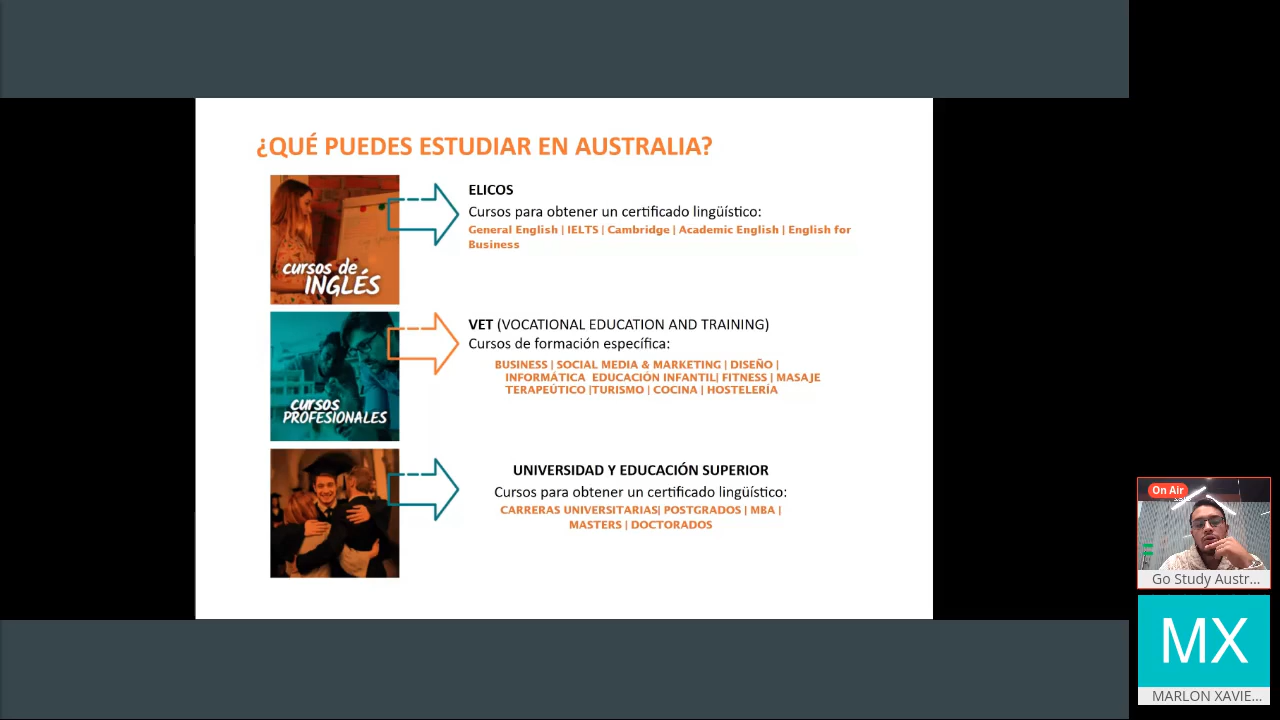 ¿QUÉ PUEDES ESTUDIAR EN AUSTRALIA?
cursos de
INGLÉS
ELICOS
Cursos para obtener un certificado lingüístico:
General English | IELTS | Cambridge | Academic English | English for
Business
cursos
PROFESIONALES
VET (VOCATIONAL EDUCATION AND TRAINING)
Cursos de formación específica:
BUSINESS | SOCIAL MEDIA & MARKETING | DISEÑO |
INFORMÁTICA EDUCACIÓN INFANTIL| FITNESS | MASAJE
TERAPEÚTICO |TURISMO | COCINA | HOSTELERÍA
UNIVERSIDAD Y EDUCACIÓN SUPERIOR
Cursos para obtener un certificado lingüístico:
CARRERAS UNIVERSITARIAS| POSTGRADOS | MBA |
MASTERS | DOCTORADOS
On Air
Go Study Austr...
MX
MARLON XAVIE...